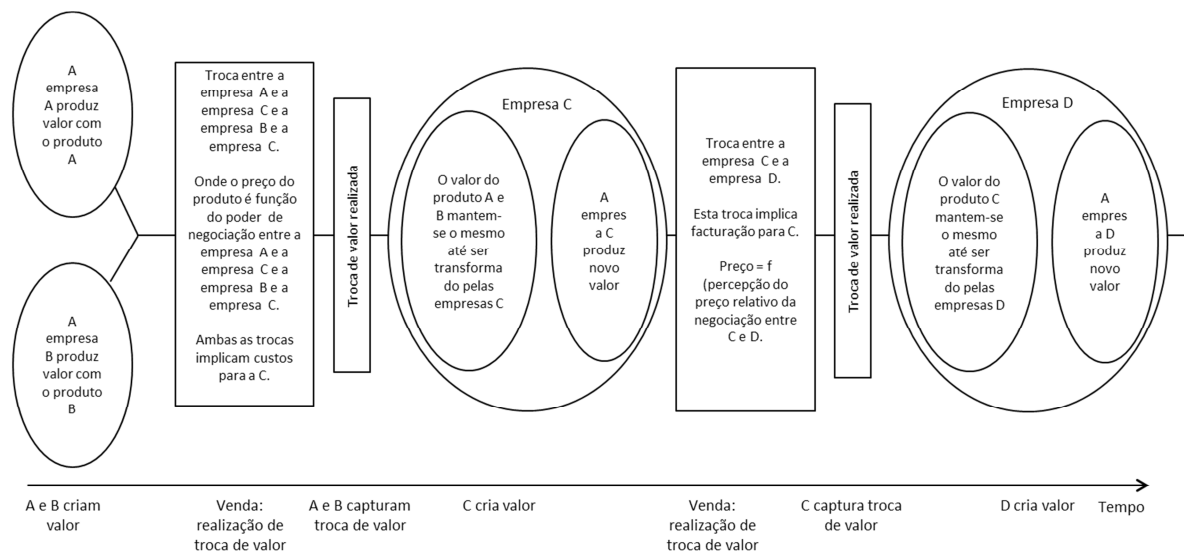 A
empresa
A produz
valor com
o produto
A
A
empresa
B produz
valor com
o produto
B
Troca entre a
empresa A e a
empresa C e a
empresa B e a
empresa C.
Onde o preço do
produto é função
do poder de
negociação entre a
empresa A e a
empresa C e a
empresa B e a
empresa C.
Ambas as trocas
implicam custos
para a C.
Troca de valor realizada
Empresa C
O valor do
produto A e
B mantem-
se o mesmo
até ser
transforma
do pelas
empresas C
A
empres
a C
produz
novo
valor
Troca entre a
empresa C e a
empresa D.
Esta troca implica
facturação para C.
Preço = f
(percepção do
preço relativo da
negociação entre
C e D.
Troca de valor realizada
Empresa D
O valor do
produto C
mantem-se
o mesmo
até ser
transforma
do pelas
empresas D
A
empres
a D
produz
novo
valor
A e B criam
valor
Venda:
realização de
troca de valor
A e B capturam
troca de valor
C cria valor
Venda:
realização de
troca de valor
C captura troca
de valor
D cria valor
Tempo